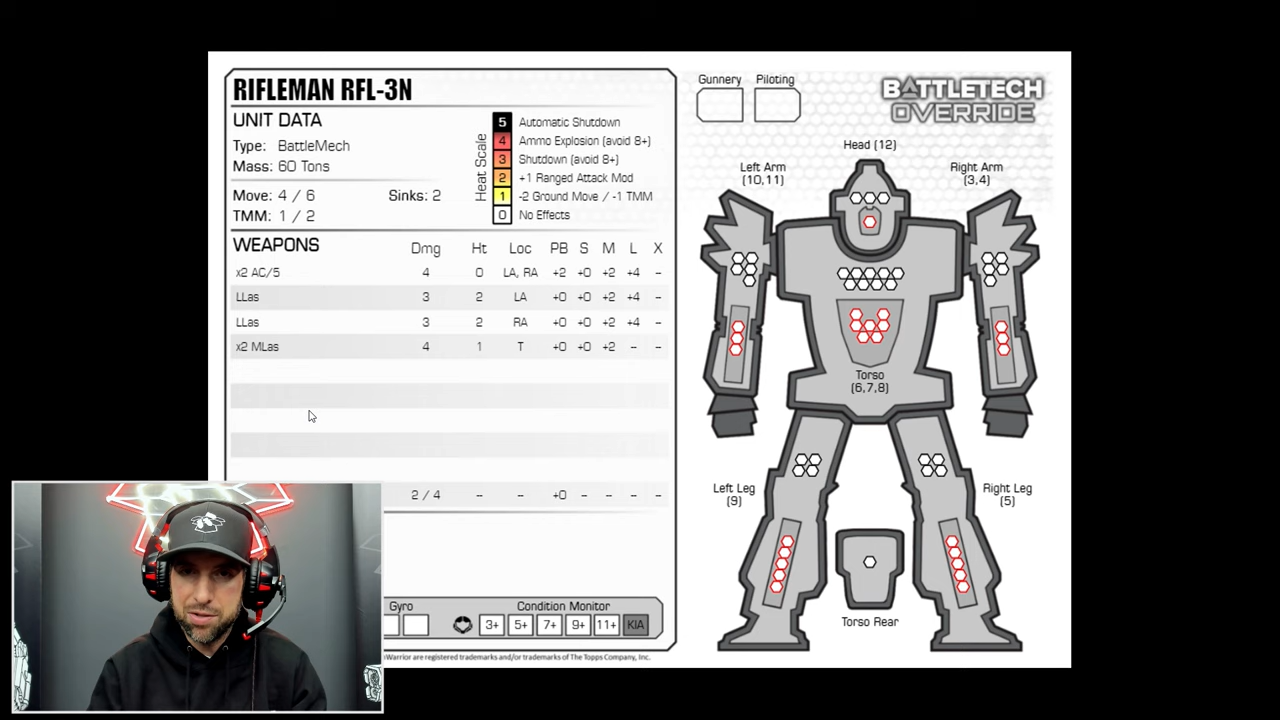 RIFLEMAN RFL-3N
UNIT DATA
Type: BattleMech
Mass: 60 Tons
Move: 4 / 6
Sinks: 2
TMM: 1 / 2
Heat Scale
5 Automatic Shutdown
4 Ammo Explosion (avoid 8+)
3 Shutdown (avoid 8+)
2 +1 Ranged Attack Mod
1 -2 Ground Move / -1 TMM
0 No Effects
WEAPONS Dmg Ht Loc PB S M L X
x2 AC/5 4 0 LA, RA +2 +0 +2 +4 --
LLas 3 2 LA +0 +0 +2 +4 --
LLas 3 2 RA +0 +0 +2 +4 --
x2 MLas 4 1 T +0 +0 +2 -- --
2 / 4 -- -- +0 -- -- -- --
Gyro
Condition Monitor
3+ 5+ 7+ 9+ 11+ KIA
Warrior are registered trademarks and/or trademarks of The Topps Company, Inc.
Gunnery Piloting
BATTLETECH
OVERRIDE
Head (12)
Left Arm
(10,11)
Right Arm
(3,4)
Torso
(6,7,8)
Left Leg
(9)
Right Leg
(5)
Torso Rear